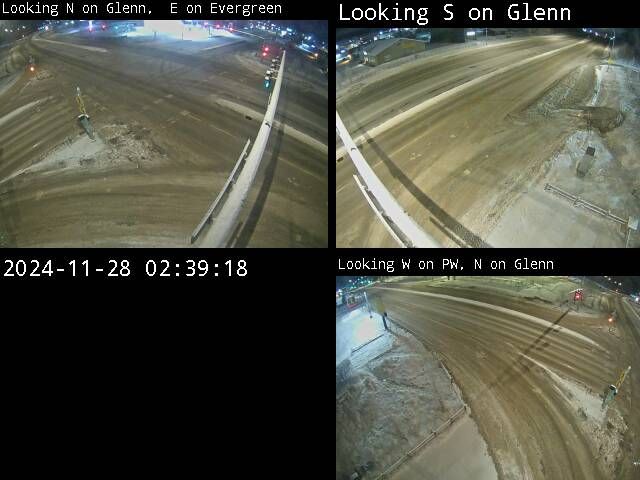 Looking N on Glenn, E on Evergreen
Looking S on Glenn
2024-11-28 02:39:18
Looking W on PW, N on Glenn